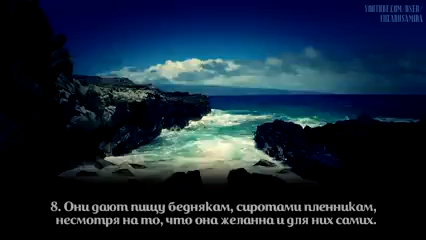 YOUTUBE.COM/USER/
THEABUSAMIRA
8. Они дают пищу беднякам, сиротами пленникам,
несмотря на то, что она желанна и для них самих.